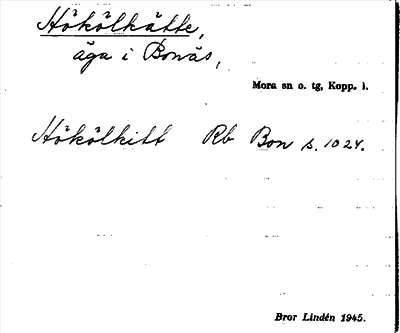 Hökölkätte,
äga i Bonäs,
Mora sn o. tg, Kopp. l.
Hökölkitt Rb Bon s. 1024.
Bror Lindén 1945.